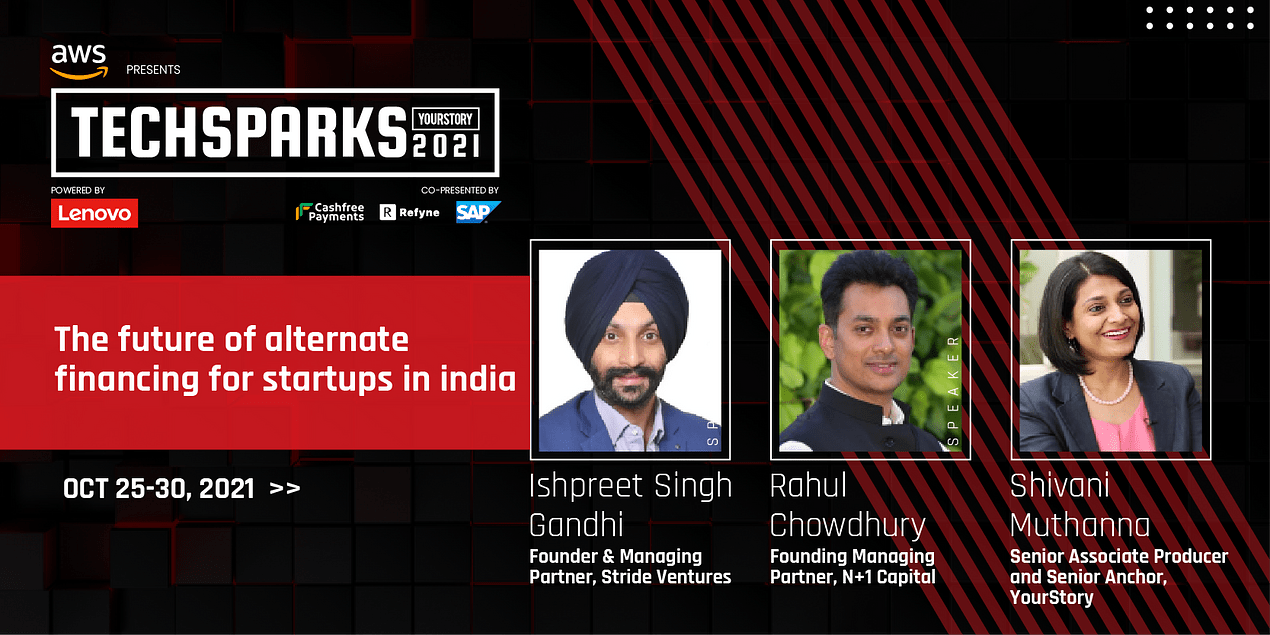 aws
PRESENTS
TECHSPARKS
YOURSTORY
2021
POWERED BY
Lenovo
CO-PRESENTED BY
Cashfree
Payments
R Refyne
SAP
The future of alternate
financing for startups in india
OCT 25-30, 2021 >>
SP
SPEAKER
Ishpreet Singh
Gandhi
Founder & Managing
Partner, Stride Ventures
Rahul
Chowdhury
Founding Managing
Partner, N+1 Capital
Shivani
Muthanna
Senior Associate Producer
and Senior Anchor,
YourStory